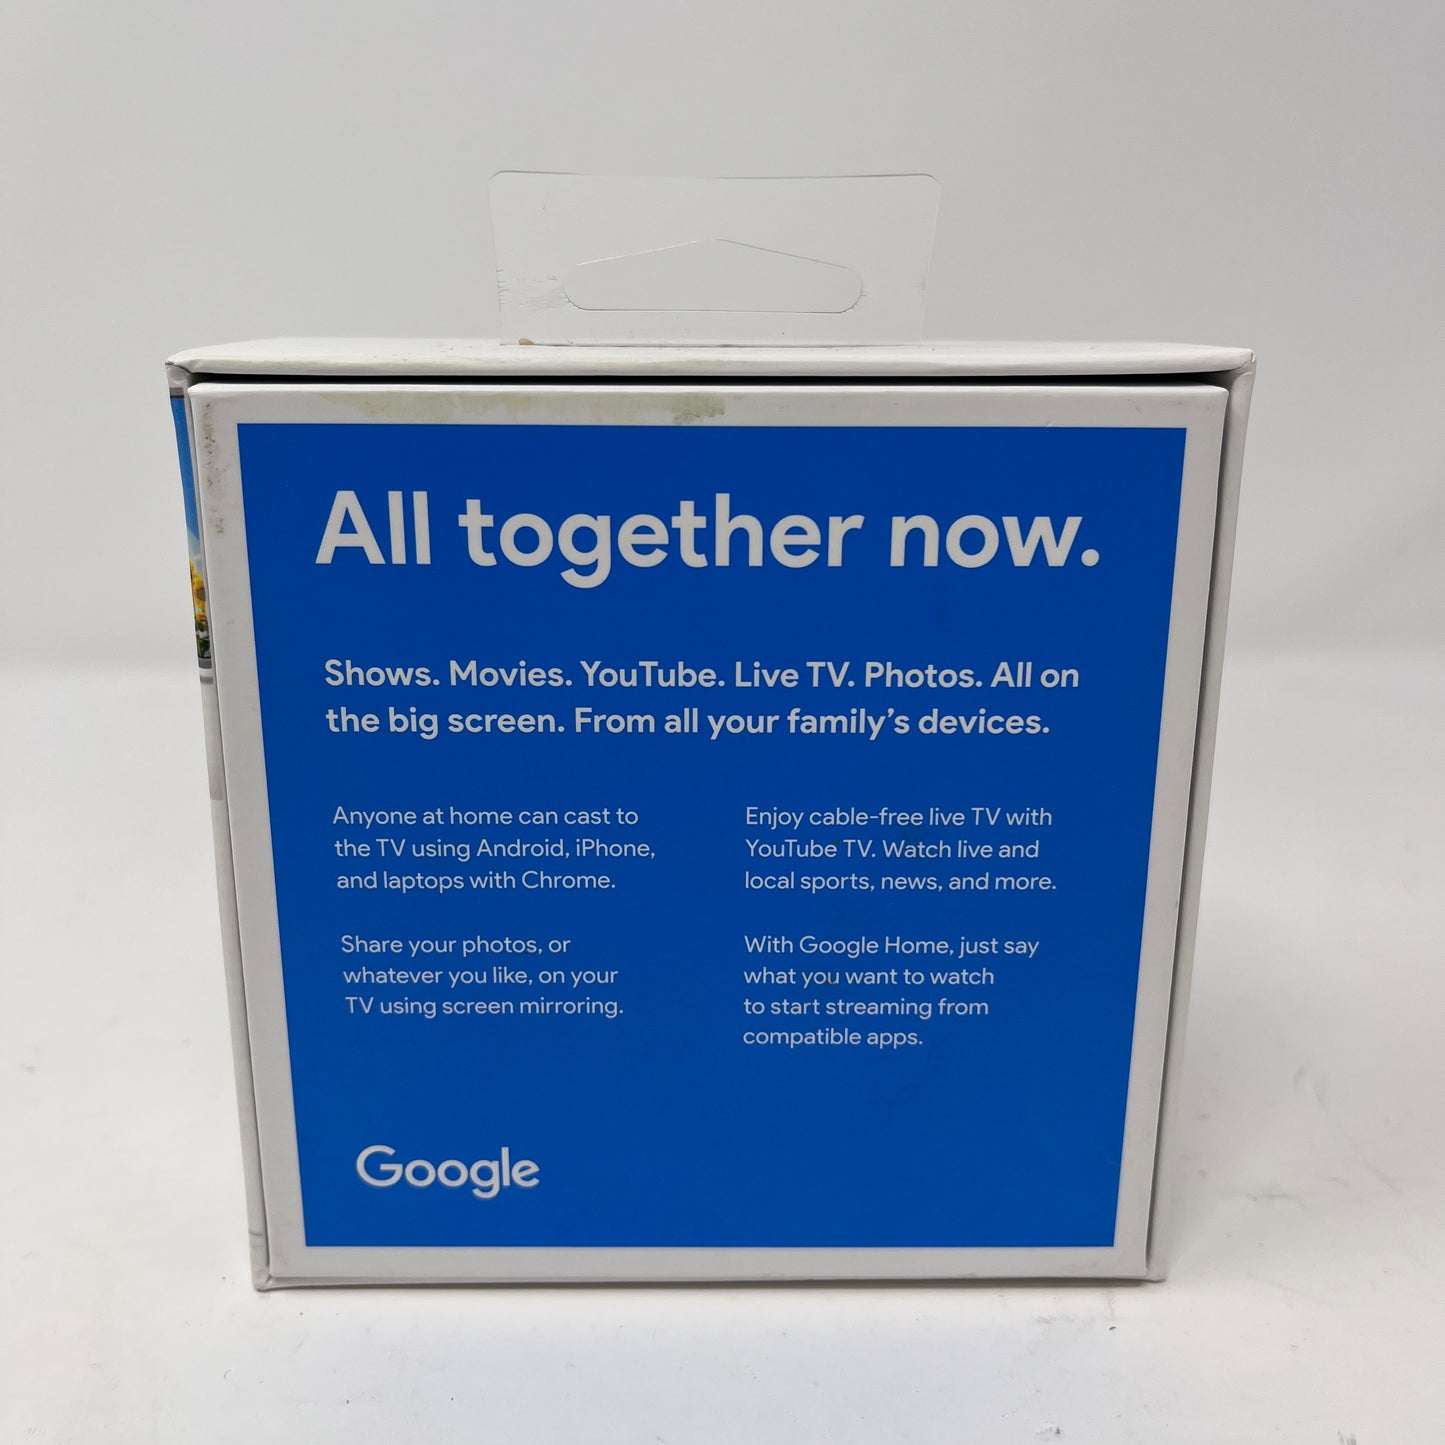 All together now.
Shows. Movies. YouTube. Live TV. Photos. All on
the big screen. From all your family’s devices.
Anyone at home can cast to
the TV using Android, iPhone,
and laptops with Chrome.
Share your photos, or
whatever you like, on your
TV using screen mirroring.
Enjoy cable-free live TV with
YouTube TV. Watch live and
local sports, news, and more.
With Google Home, just say
what you want to watch
to start streaming from
compatible apps.
Google